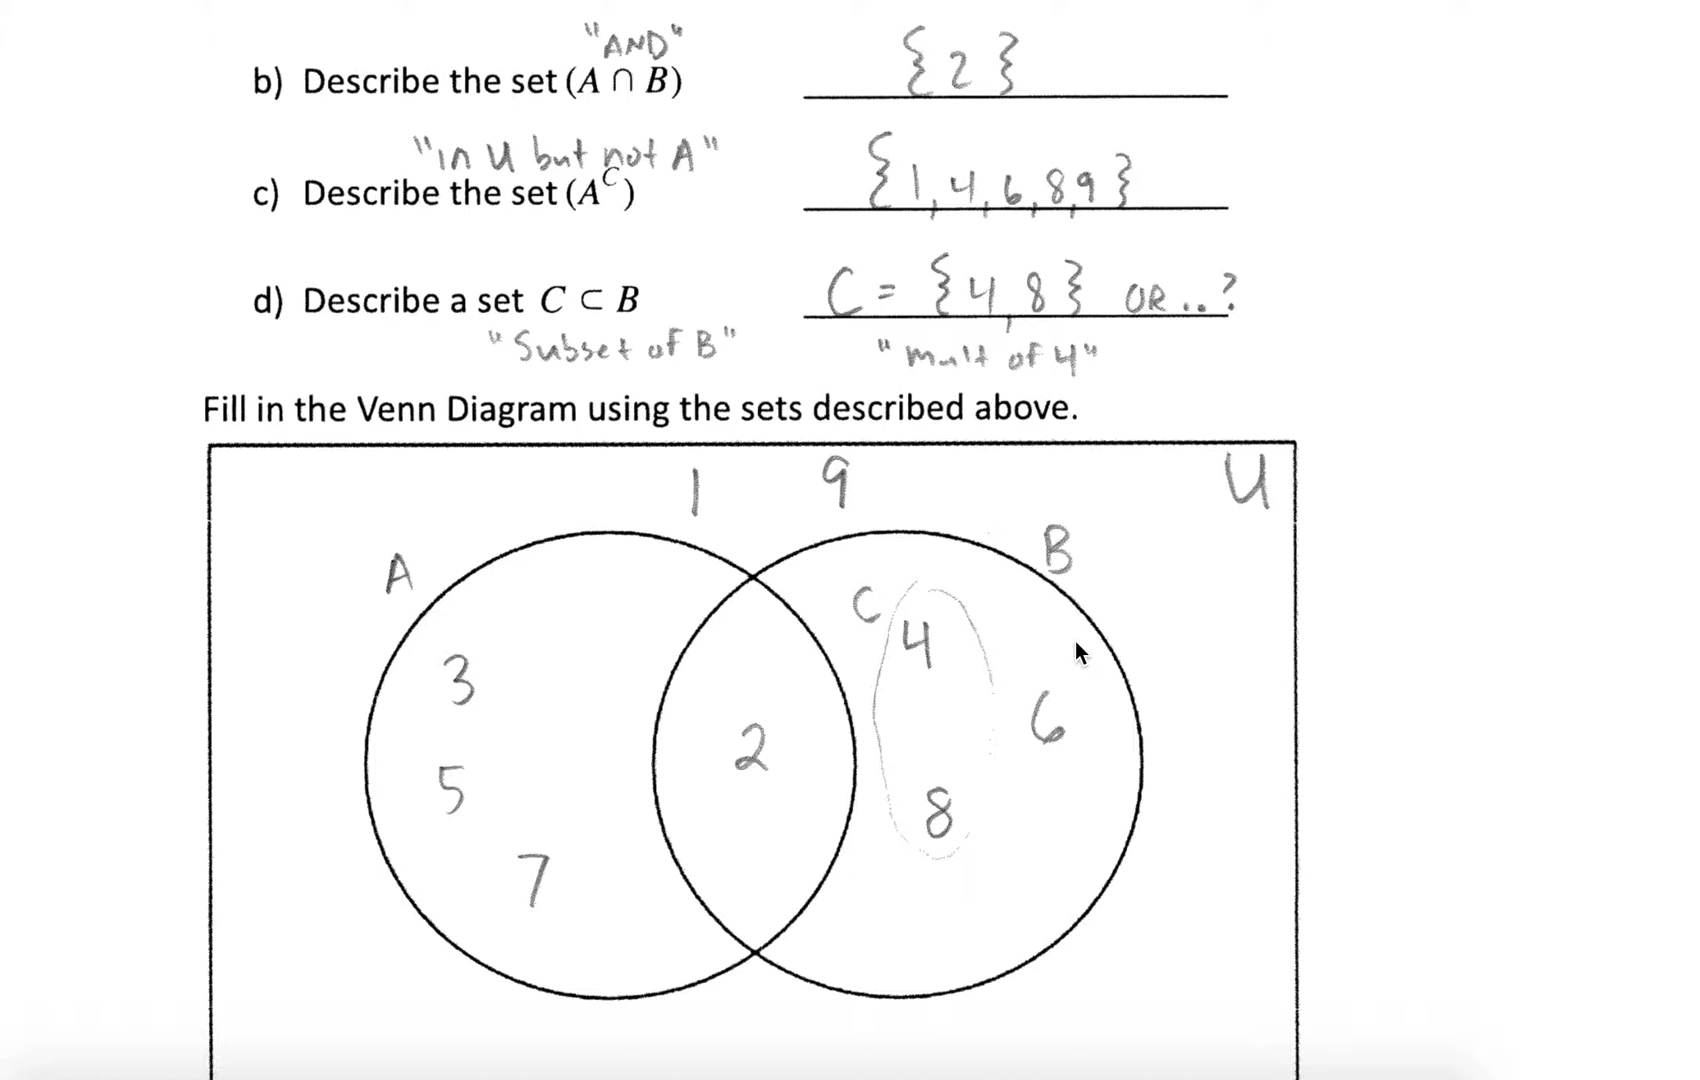 "AND"
b) Describe the set (A ∩ B) {2}
"in U but not A"
c) Describe the set (Aᶜ) {1, 4, 6, 8, 9}
d) Describe a set C ⊂ B C = {4, 8} OR..?
"Subset of B" "mult of 4"
Fill in the Venn Diagram using the sets described above.
1 9 U
A B
C
4
3
6
2
5
8
7